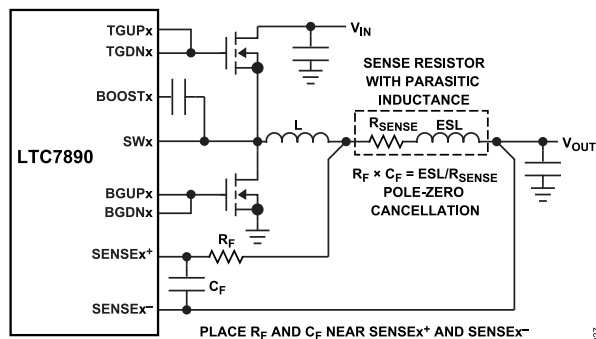 LTC7890
TGUPx
TGDNx
BOOSTx
SWx
BGUPx
BGDNx
SENSEx+
SENSEx−
VIN
SENSE RESISTOR
WITH PARASITIC
INDUCTANCE
L
RSENSE
ESL
VOUT
RF × CF = ESL/RSENSE
POLE-ZERO
CANCELLATION
RF
CF
PLACE RF AND CF NEAR SENSEx+ AND SENSEx−